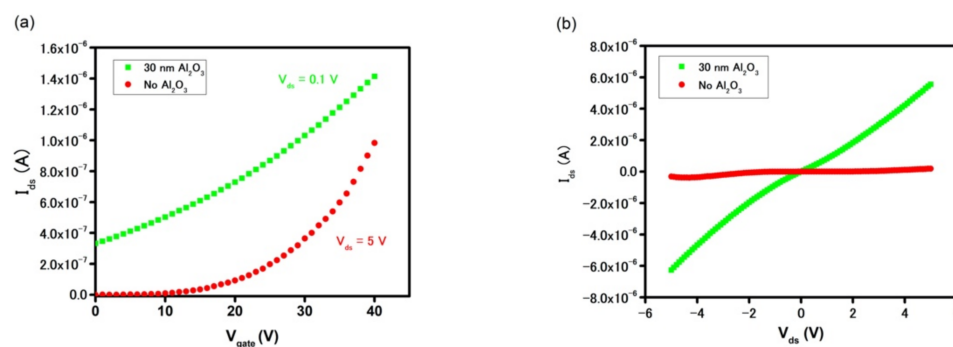 (a)
1.6x10⁻⁶
1.4x10⁻⁶
1.2x10⁻⁶
1.0x10⁻⁶
8.0x10⁻⁷
6.0x10⁻⁷
4.0x10⁻⁷
2.0x10⁻⁷
0.0
I_ds (A)
30 nm Al₂O₃
No Al₂O₃
V_ds = 0.1 V
V_ds = 5 V
0 10 20 30 40
V_gate (V)
(b)
8.0x10⁻⁶
6.0x10⁻⁶
4.0x10⁻⁶
2.0x10⁻⁶
0.0
-2.0x10⁻⁶
-4.0x10⁻⁶
-6.0x10⁻⁶
-8.0x10⁻⁶
I_ds (A)
30 nm Al₂O₃
No Al₂O₃
-6 -4 -2 0 2 4 6
V_ds (V)